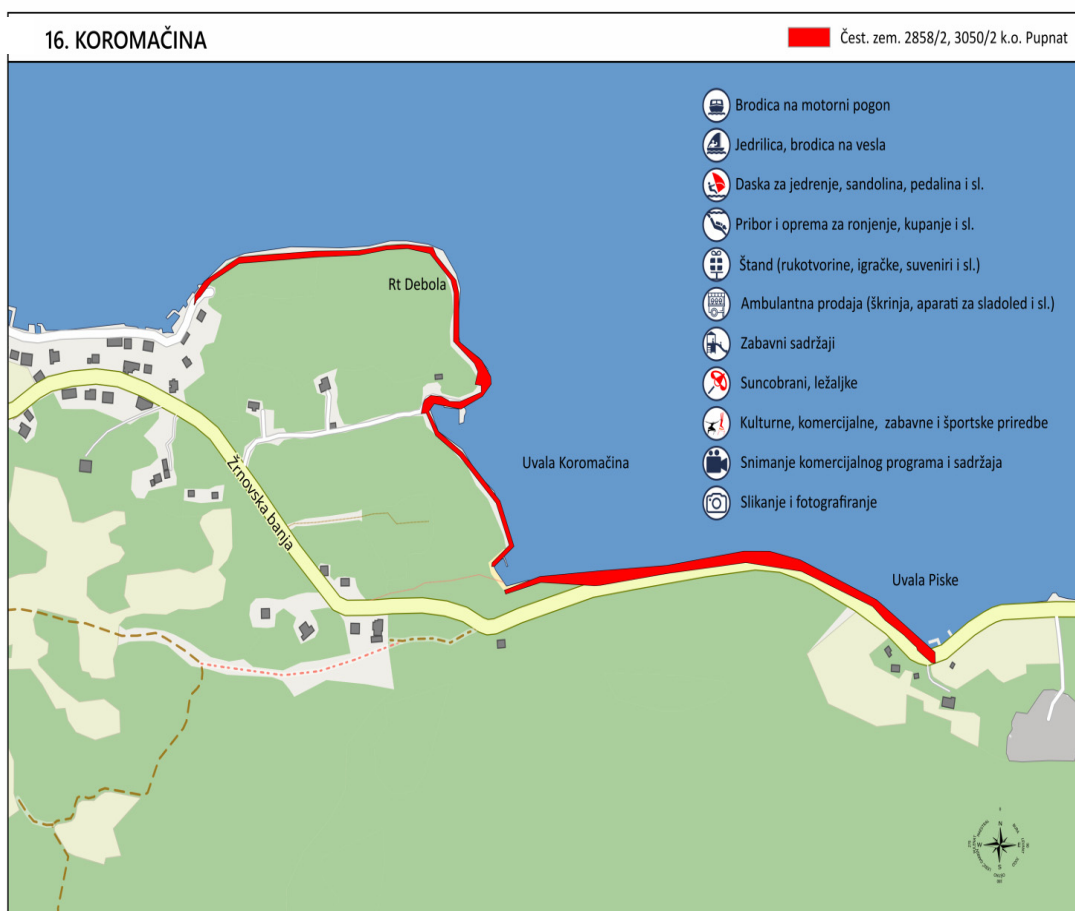 16. KOROMAČINA
Čest. zem. 2858/2, 3050/2 k.o. Pupnat
Brodica na motorni pogon
Jedrilica, brodica na vesla
Daska za jedrenje, sandolina, pedalina i sl.
Pribor i oprema za ronjenje, kupanje i sl.
Štand (rukotvorine, igračke, suveniri i sl.)
Ambulantna prodaja (škrinja, aparati za sladoled i sl.)
Zabavni sadržaji
Suncobrani, ležaljke
Kulturne, komercijalne, zabavne i športske priredbe
Snimanje komercijalnog programa i sadržaja
Slikanje i fotografiranje
Rt Debola
Uvala Koromačina
Žrnovska banja
Uvala Piske
N
W
E
S